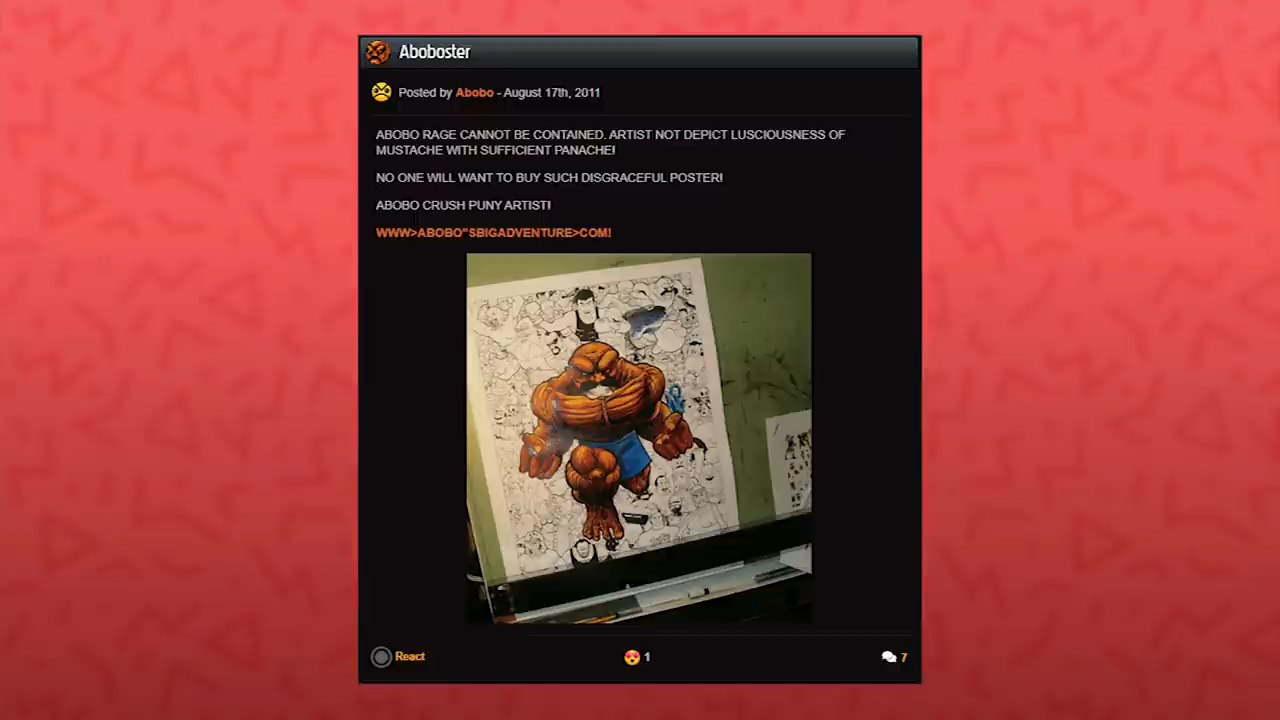 Aboboster
Posted by Abobo - August 17th, 2011
ABOBO RAGE CANNOT BE CONTAINED. ARTIST NOT DEPICT LUSCIOUSNESS OF
MUSTACHE WITH SUFFICIENT PANACHE!
NO ONE WILL WANT TO BUY SUCH DISGRACEFUL POSTER!
ABOBO CRUSH PUNY ARTIST!
WWW>ABOBO"SBIGADVENTURE>COM!
React
1
7